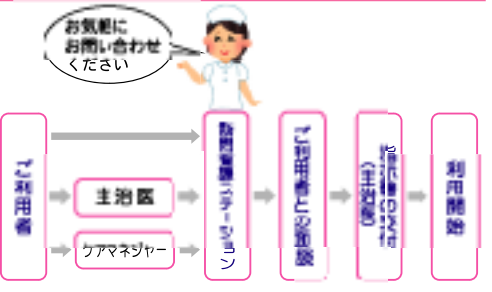 お気軽に
お問い合わせ
ください
ご利用者
主治医
ケアマネジャー
訪問看護ステーション
ご利用者との面談
(主治医)
利用開始